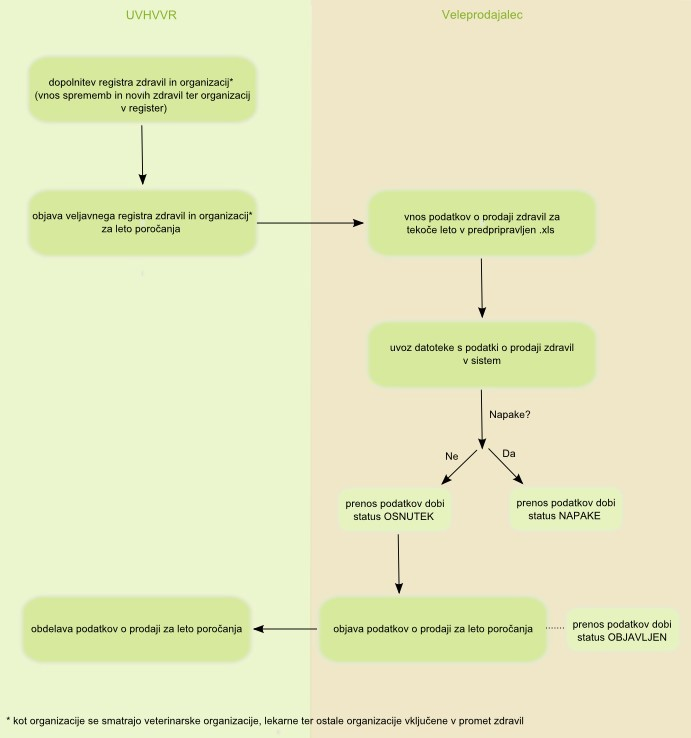 UVHVVR
Veleprodajalec
dopolnitev registra zdravil in organizacij*
(vnos sprememb in novih zdravil ter organizacij
v register)
objava veljavnega registra zdravil in organizacij*
za leto poročanja
vnos podatkov o prodaji zdravil za
tekoče leto v predpripravljen .xls
uvoz datoteke s podatki o prodaji zdravil
v sistem
Napake?
Ne
Da
prenos podatkov dobi
status OSNUTEK
prenos podatkov dobi
status NAPAKE
obdelava podatkov o prodaji za leto poročanja
objava podatkov o prodaji za leto poročanja
prenos podatkov dobi
status OBJAVLJEN
* kot organizacije se smatrajo veterinarske organizacije, lekarne ter ostale organizacije vključene v promet zdravil